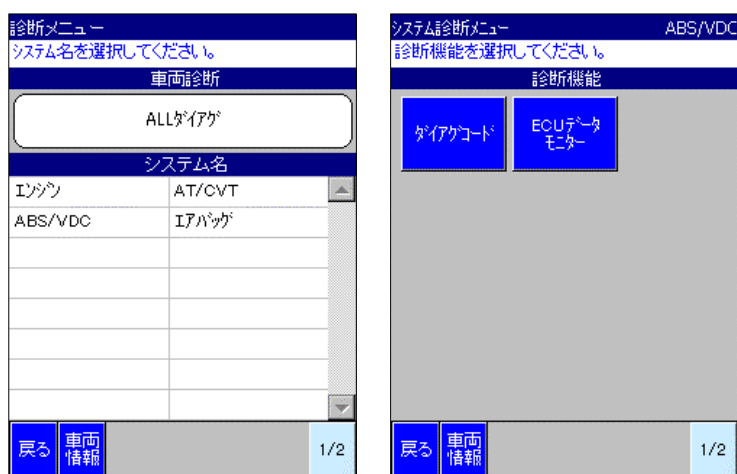 診断メニュー
システム名を選択してください。
車両診断
ALLダイアグ
システム名
エンジン AT/CVT
ABS/VDC エアバッグ
戻る 車両情報 1/2
システム診断メニュー ABS/VDC
診断機能を選択してください。
診断機能
ダイアグコード ECUデータ
モニター
戻る 車両情報 1/2